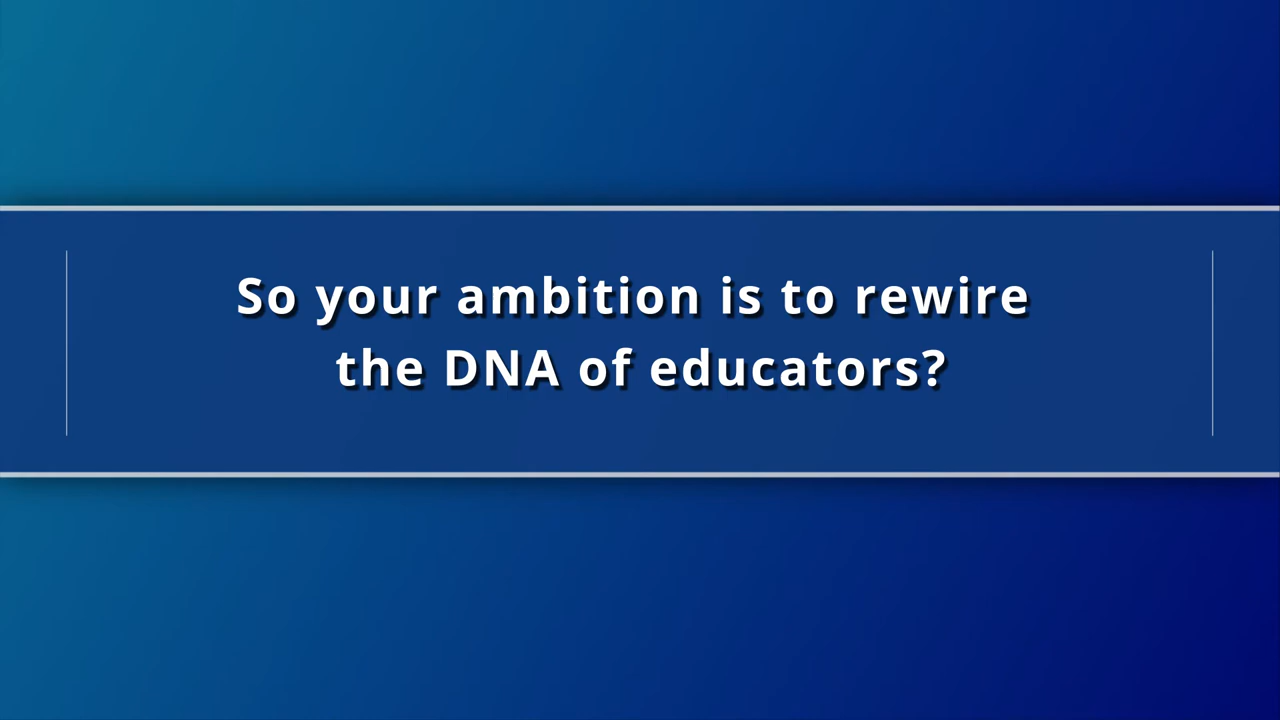 So your ambition is to rewire
the DNA of educators?